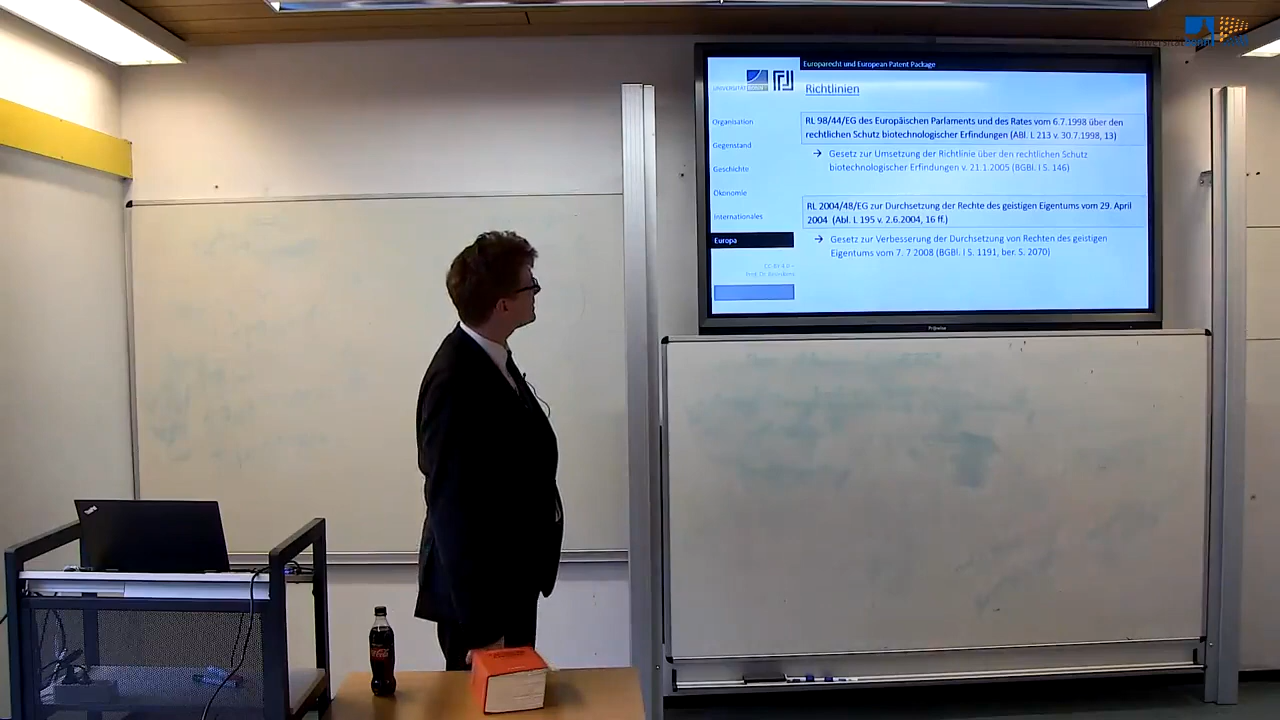 Europarecht und European Patent Package
UNIVERSITÄT
Richtlinien
Organisation
Gegenstand
Geschichte
Ökonomie
Internationales
Europa
RL 98/44/EG des Europäischen Parlaments und des Rates vom 6.7.1998 über den
rechtlichen Schutz biotechnologischer Erfindungen (ABl. L 213 v. 30.7.1998, 13)
→ Gesetz zur Umsetzung der Richtlinie über den rechtlichen Schutz
biotechnologischer Erfindungen v. 21.1.2005 (BGBl. I S. 146)
RL 2004/48/EG zur Durchsetzung der Rechte des geistigen Eigentums vom 29. April
2004 (Abl. L 195 v. 2.6.2004, 16 ff.)
→ Gesetz zur Verbesserung der Durchsetzung von Rechten des geistigen
Eigentums vom 7. 7 2008 (BGBl. I S. 1191, ber. S. 2070)
ThinkPad